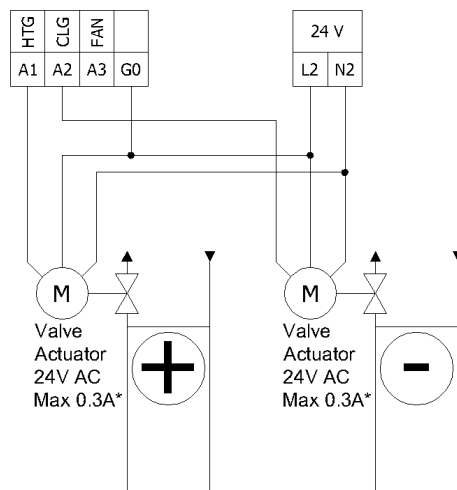 HTG CLG FAN
24 V
A1 A2 A3 G0
L2 N2
M
Valve
Actuator
24V AC
Max 0.3A*
M
Valve
Actuator
24V AC
Max 0.3A*